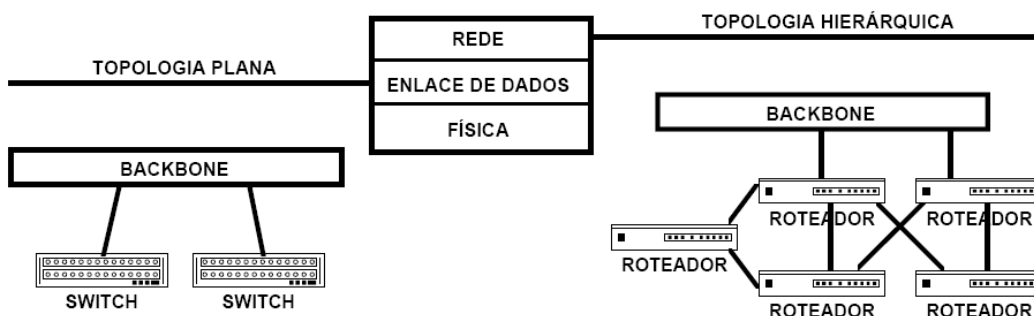 TOPOLOGIA PLANA
BACKBONE
SWITCH SWITCH
REDE
ENLACE DE DADOS
FÍSICA
TOPOLOGIA HIERÁRQUICA
BACKBONE
ROTEADOR ROTEADOR
ROTEADOR
ROTEADOR ROTEADOR